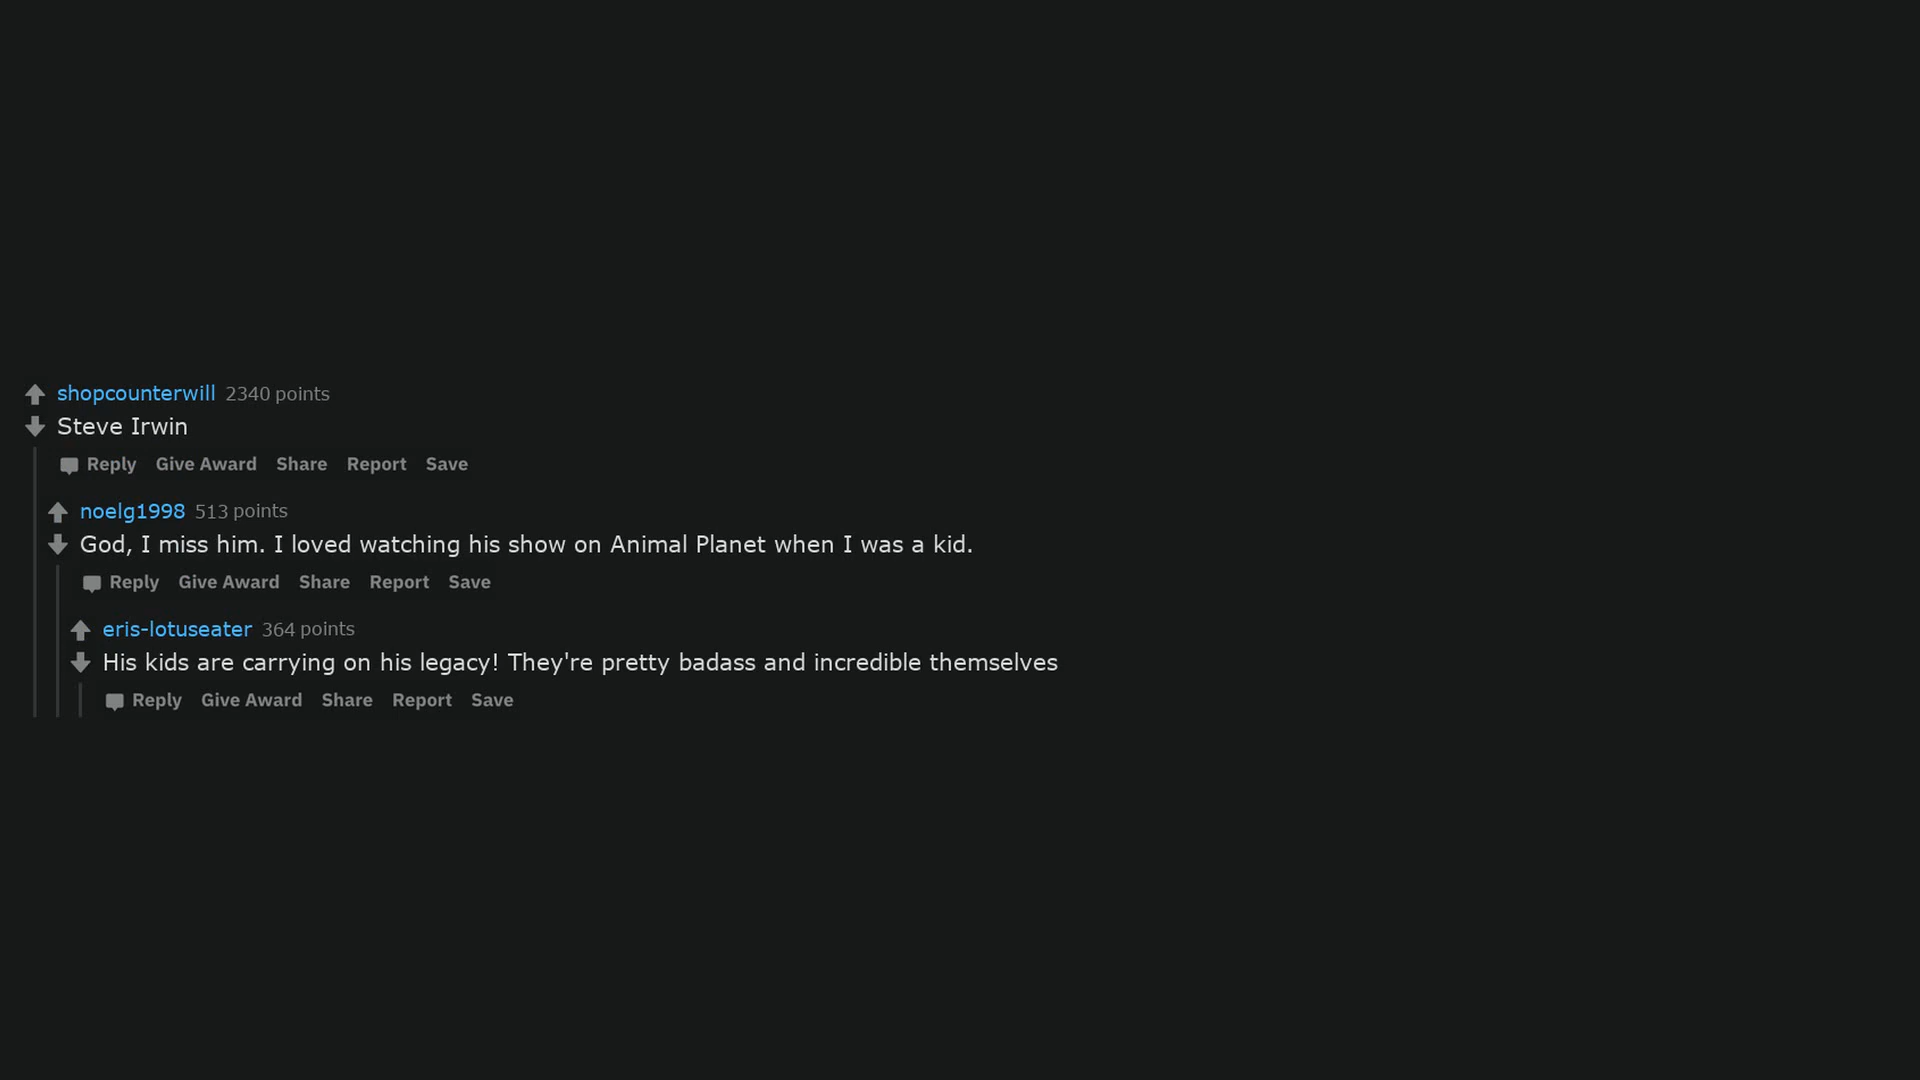 shopcounterwill 2340 points
Steve Irwin
Reply Give Award Share Report Save
noelg1998 513 points
God, I miss him. I loved watching his show on Animal Planet when I was a kid.
Reply Give Award Share Report Save
eris-lotuseater 364 points
His kids are carrying on his legacy! They're pretty badass and incredible themselves
Reply Give Award Share Report Save